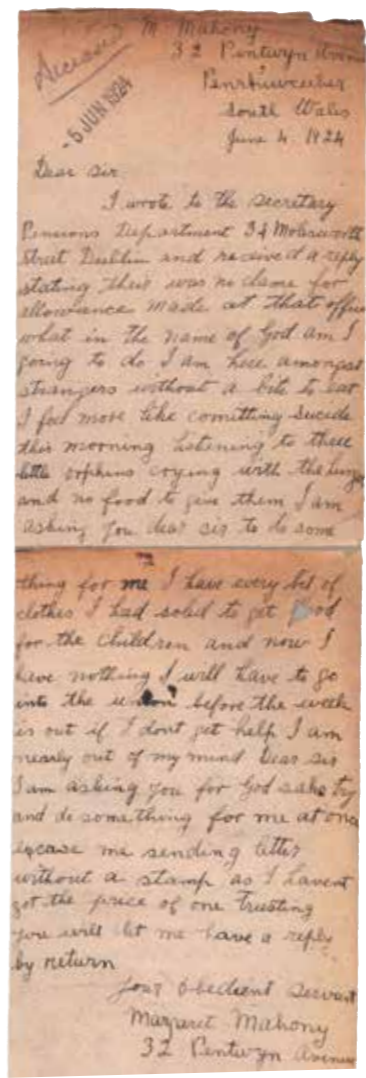 M. Mahony
32 Pentwyn Avenue
Penrhiwceiber
South Wales
June 4 1924
Deceased
-5 JUN 1924
Dear Sir
I wrote to the Secretary
Pensions Department 34 Molesworth
Street Dublin and received a reply
stating their was no clame for
allowance made at that office
what in the name of God am I
going to do I am here amongst
strangers without a bite to eat
I feel more like comitting Sucide
this morning listening to three
little orphins crying with the hunger
and no food to give them I am
asking you dear sir to do some
thing for me I have every bit of
clothes I had sold to get food
for the children and now I
have nothing I will have to go
into the union before the week
is out if I dont get help I am
nearly out of my mind Dear Sir
I am asking you for God sake try
and do something for me at once
excase me sending letter
without a stamp as I havent
got the price of one trusting
you will let me have a reply
by return
your obedient Servant
Margaret Mahony
32 Pentwyn Avenue